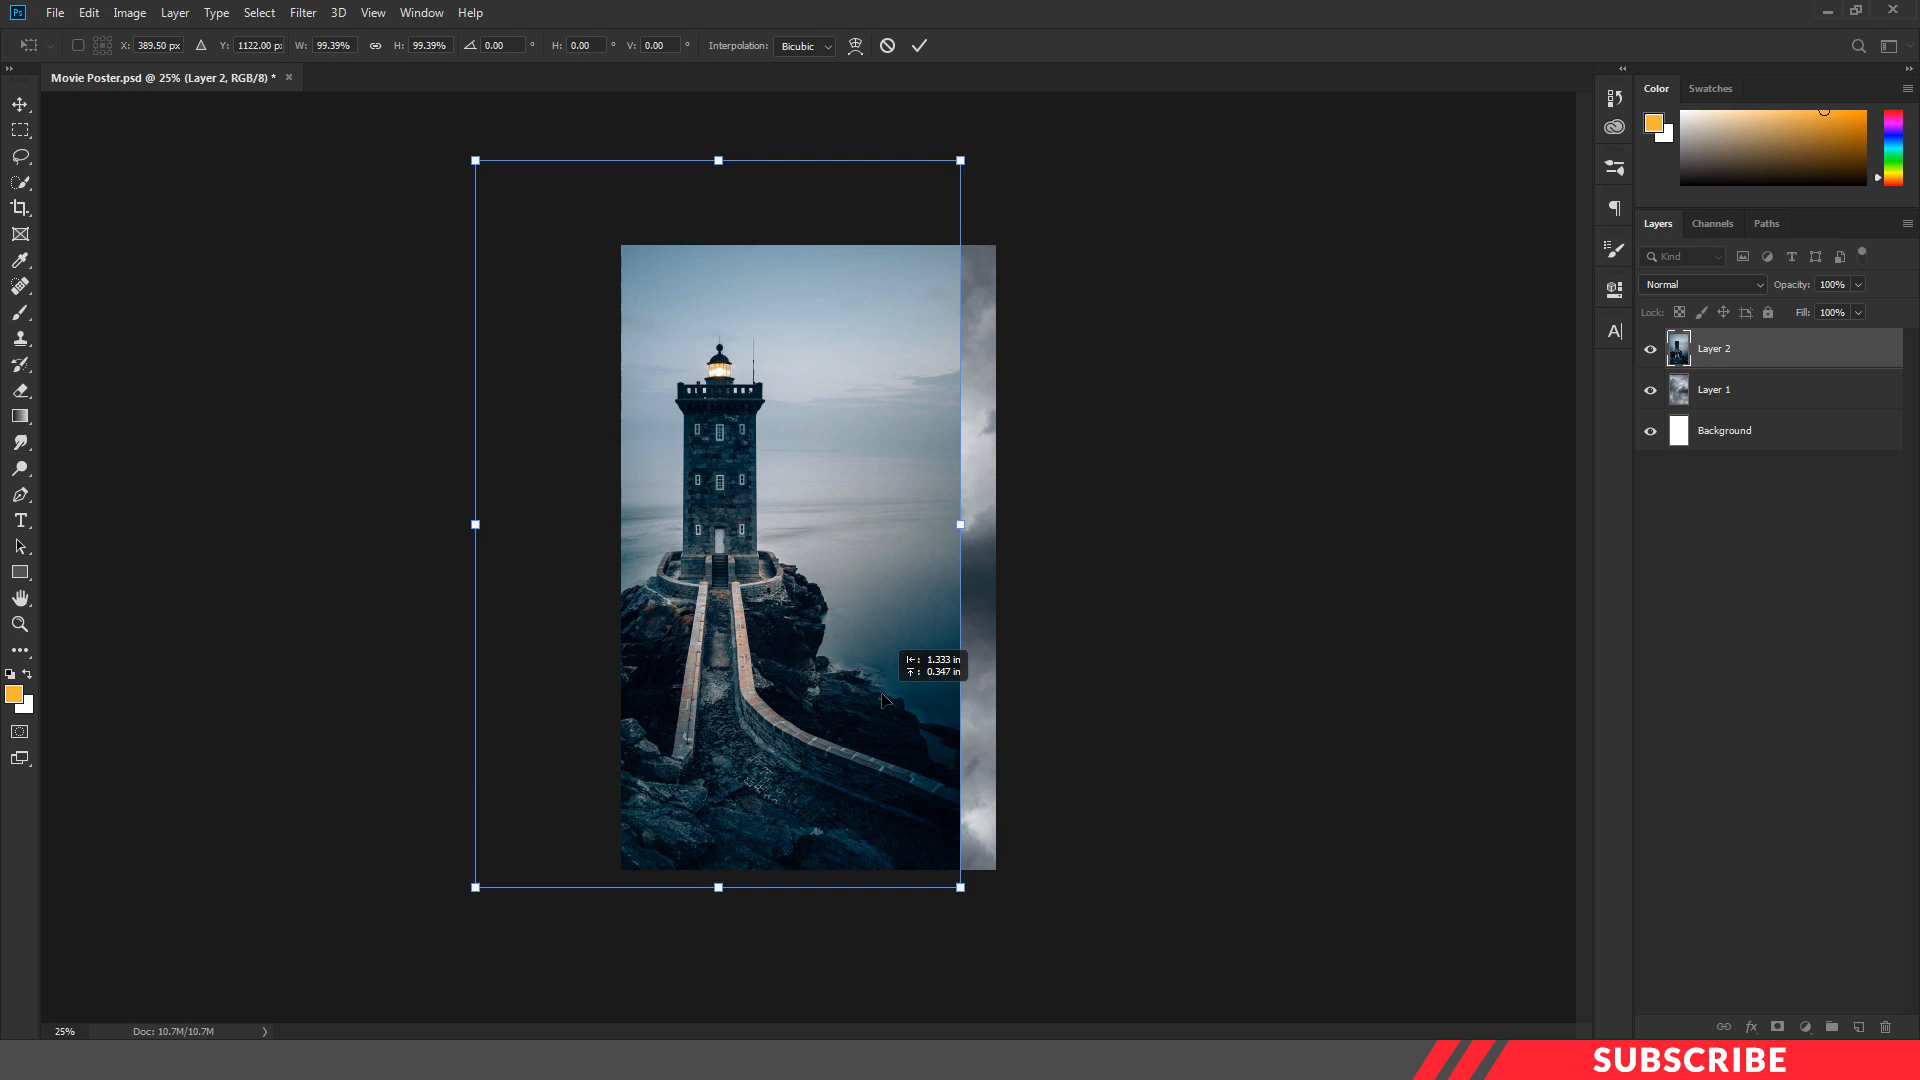 Ps File Edit Image Layer Type Select Filter 3D View Window Help
X: 389.50 px Y: 1122.00 p W: 99.39% H: 99.39% 0.00 ° H: 0.00 ° V: 0.00 ° Interpolation: Bicubic
Movie Poster.psd @ 25% (Layer 2, RGB/8) * ×
Color Swatches
Layers Channels Paths
Kind
Normal Opacity: 100%
Lock: Fill: 100%
Layer 2
Layer 1
Background
1.333 in
0.347 in
25% Doc: 10.7M/10.7M
SUBSCRIBE